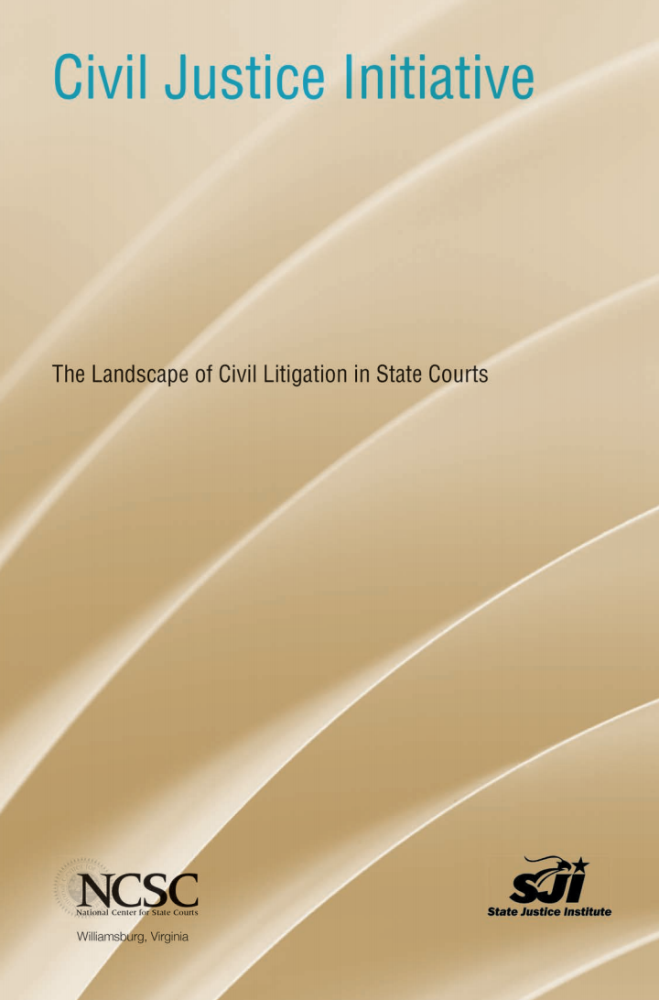 Civil Justice Initiative
The Landscape of Civil Litigation in State Courts
NCSC
National Center for State Courts
Williamsburg, Virginia
SJI
State Justice Institute